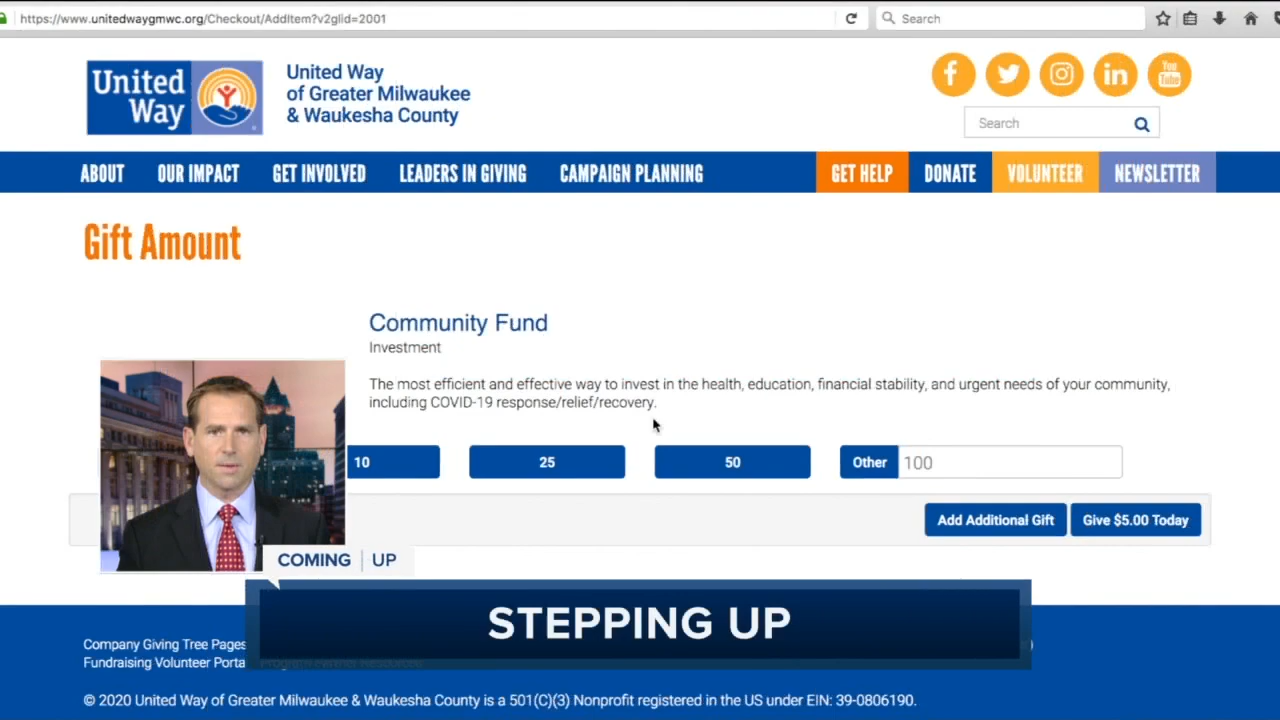 https://www.unitedwaygmwc.org/Checkout/AddItem?v2glid=2001
Search
United Way
United Way
of Greater Milwaukee
& Waukesha County
f
in
You
Tube
Search
ABOUT
OUR IMPACT
GET INVOLVED
LEADERS IN GIVING
CAMPAIGN PLANNING
GET HELP
DONATE
VOLUNTEER
NEWSLETTER
Gift Amount
Community Fund
Investment
The most efficient and effective way to invest in the health, education, financial stability, and urgent needs of your community,
including COVID-19 response/relief/recovery.
10
25
50
Other
100
Add Additional Gift
Give $5.00 Today
COMING | UP
STEPPING UP
Company Giving Tree Pages
Fundraising Volunteer Porta
© 2020 United Way of Greater Milwaukee & Waukesha County is a 501(C)(3) Nonprofit registered in the US under EIN: 39-0806190.